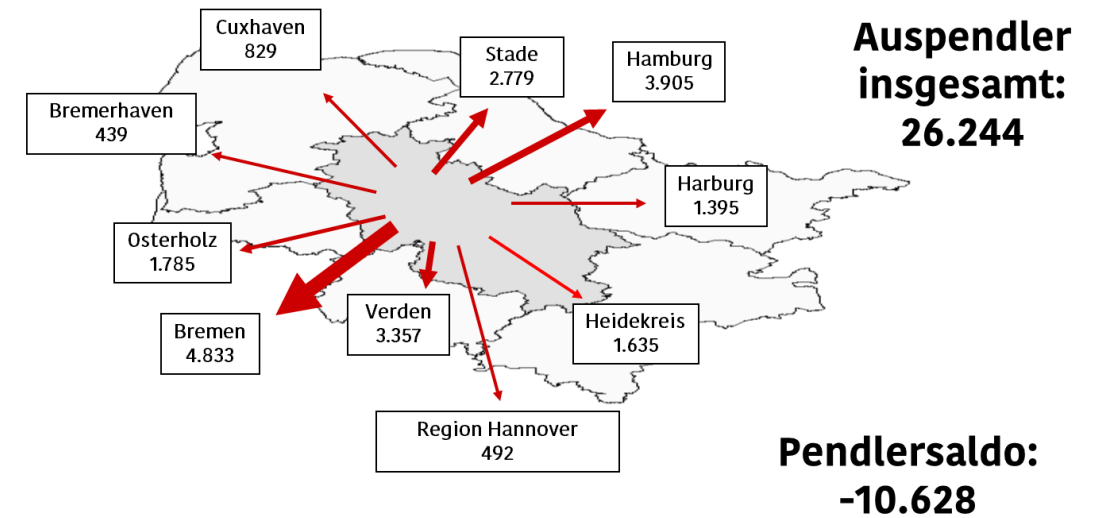 Cuxhaven
829
Stade
2.779
Hamburg
3.905
Auspendler
insgesamt:
26.244
Bremerhaven
439
Harburg
1.395
Osterholz
1.785
Bremen
4.833
Verden
3.357
Heidekreis
1.635
Region Hannover
492
Pendlersaldo:
-10.628